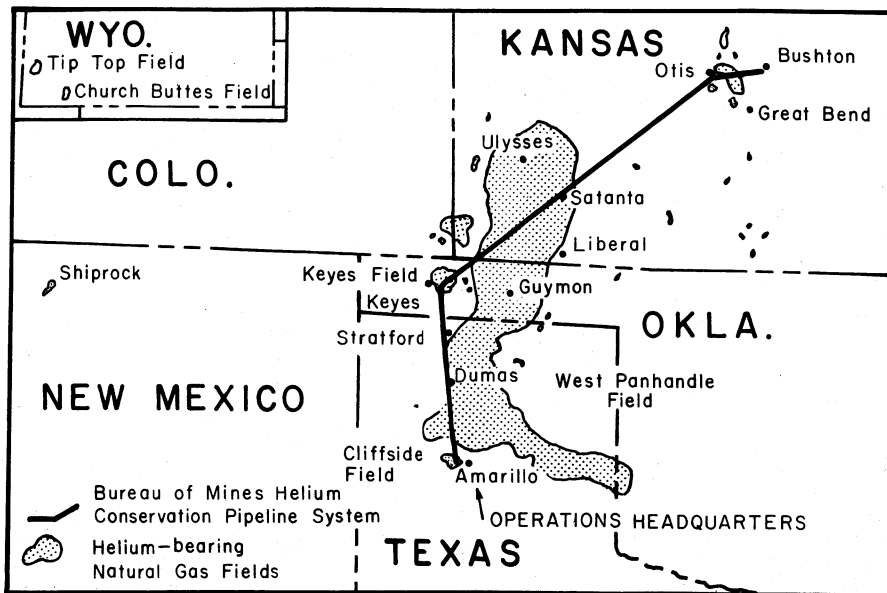 WYO.
Tip Top Field
Church Buttes Field
KANSAS
Otis
Bushton
Great Bend
Ulysses
COLO.
Satanta
Liberal
Shiprock
Keyes Field
Keyes
Guymon
Stratford
OKLA.
Dumas
West Panhandle
Field
NEW MEXICO
Cliffside
Field
Amarillo
Bureau of Mines Helium
Conservation Pipeline System
OPERATIONS HEADQUARTERS
Helium-bearing
Natural Gas Fields
TEXAS